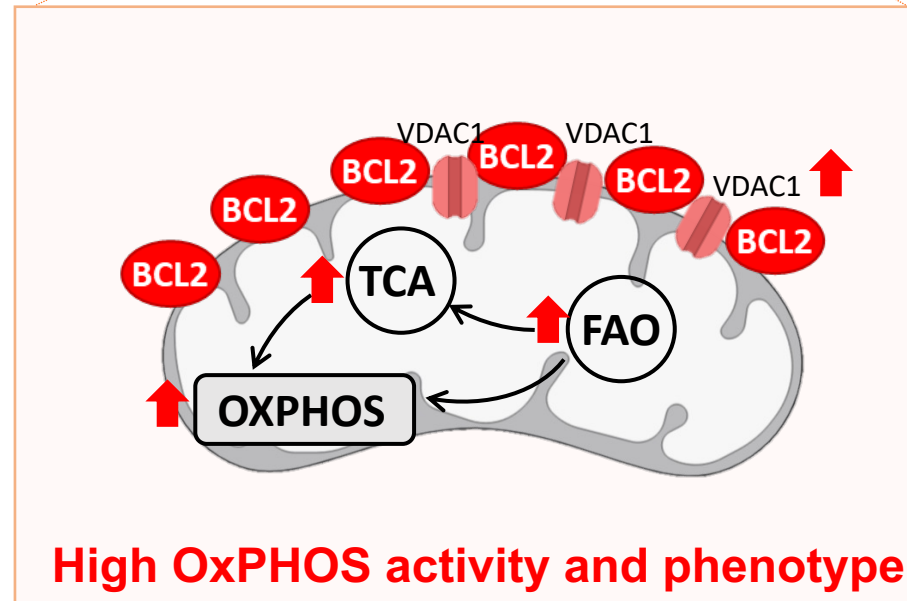 VDAC1
VDAC1
BCL2
BCL2
BCL2
VDAC1
BCL2
BCL2
BCL2
TCA
FAO
OXPHOS
High OxPHOS activity and phenotype